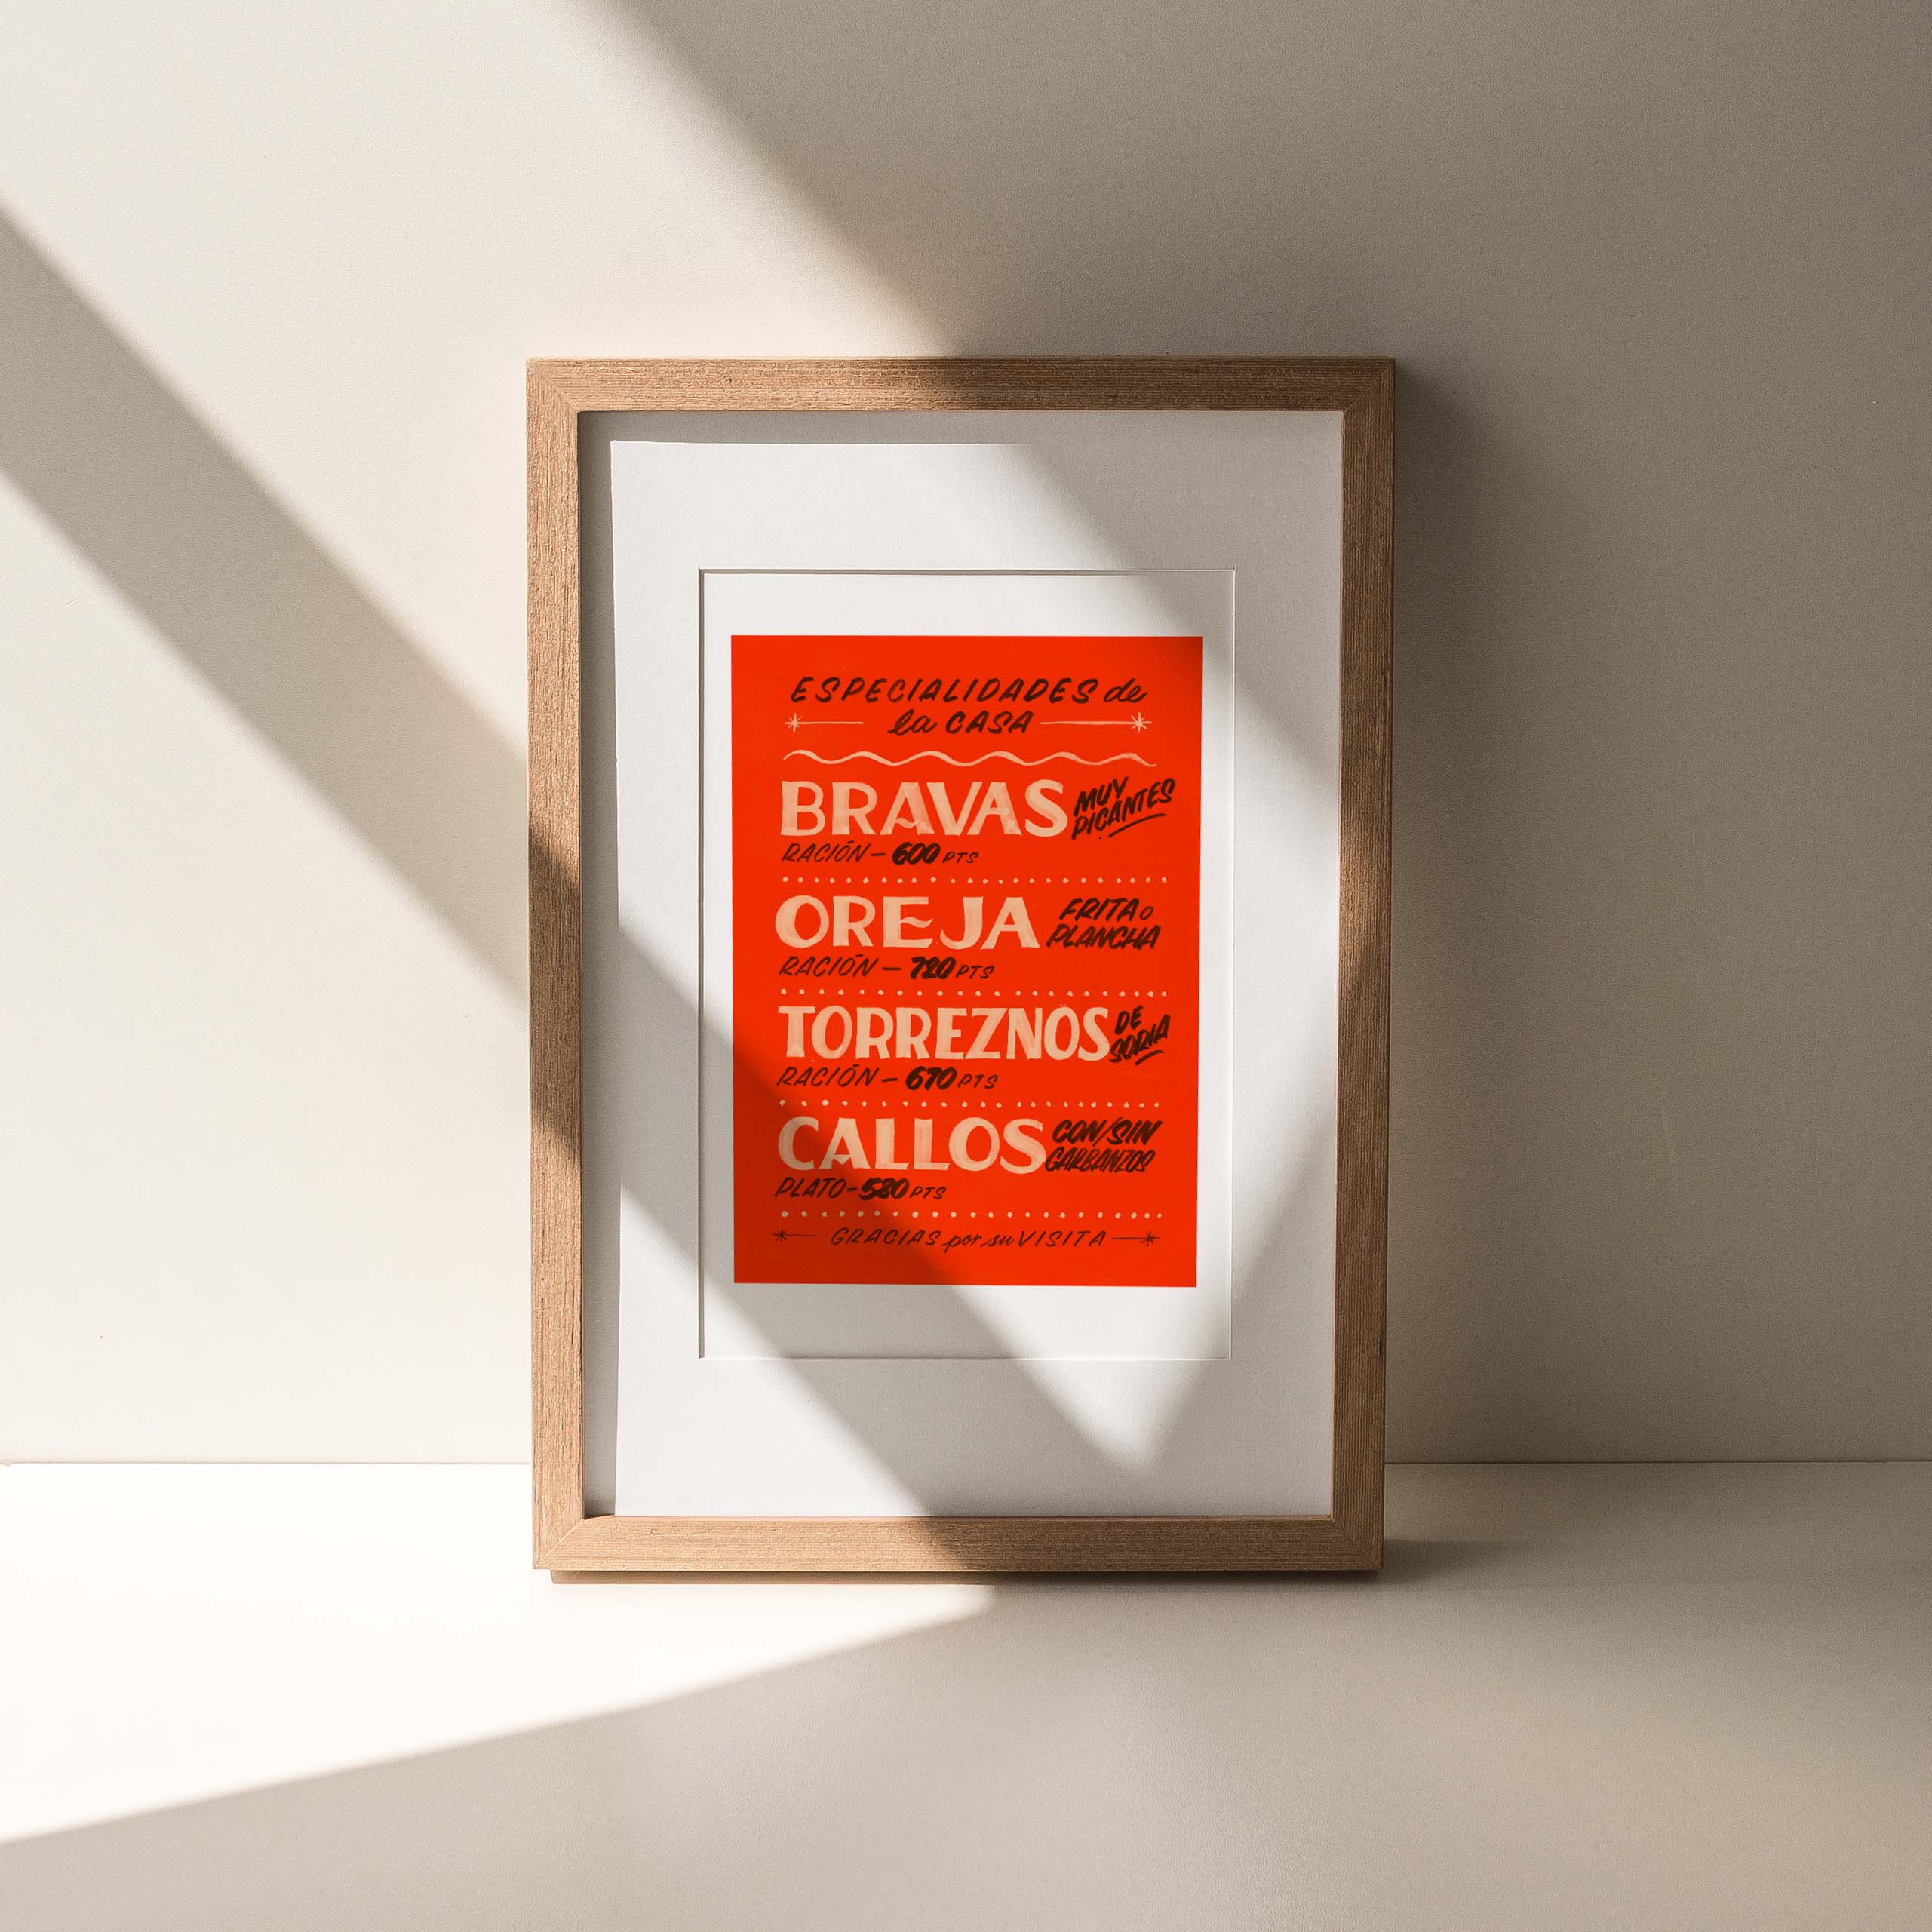 ESPECIALIDADES de
la CASA
BRAVAS MUY
PICANTES
RACIÓN - 600 PTS
OREJA FRITA o
PLANCHA
RACIÓN - 720 PTS
TORREZNOS DE
SORIA
RACIÓN - 670 PTS
CALLOS CON/SIN
GARBANZOS
PLATO - 580 PTS
GRACIAS por su VISITA